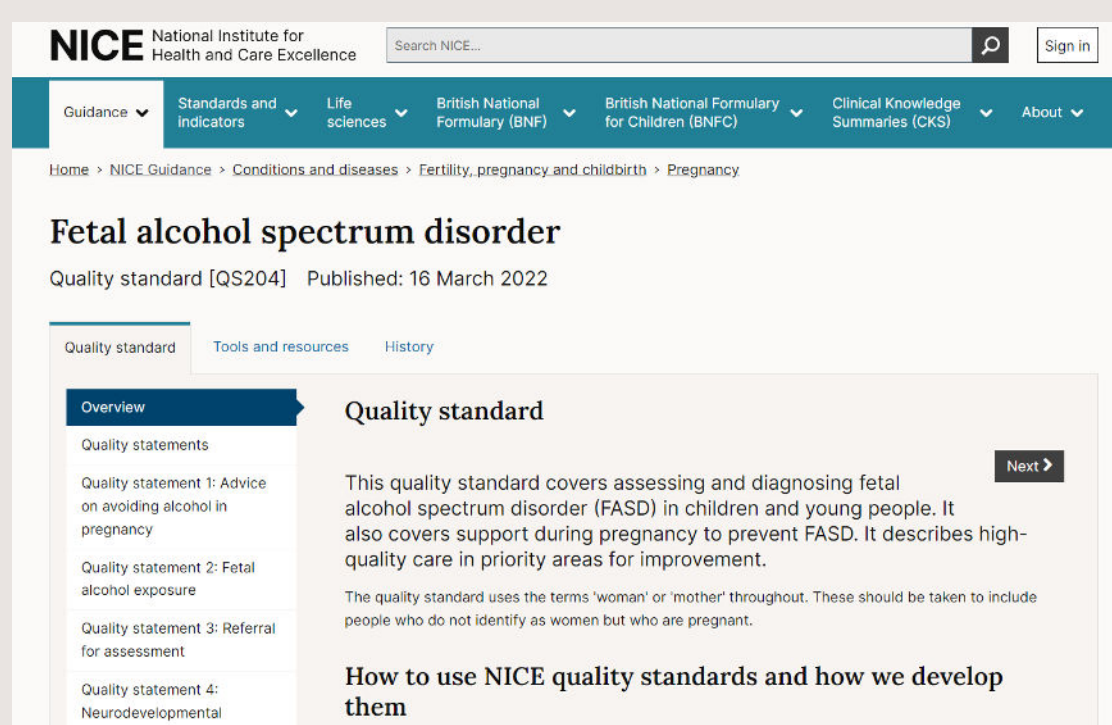 NICE National Institute for
Health and Care Excellence
Search NICE...
Sign in
Guidance
Standards and
indicators
Life
sciences
British National
Formulary (BNF)
British National Formulary
for Children (BNFC)
Clinical Knowledge
Summaries (CKS)
About
Home > NICE Guidance > Conditions and diseases > Fertility, pregnancy and childbirth > Pregnancy
Fetal alcohol spectrum disorder
Quality standard [QS204] Published: 16 March 2022
Quality standard
Tools and resources
History
Overview
Quality statements
Quality statement 1: Advice
on avoiding alcohol in
pregnancy
Quality statement 2: Fetal
alcohol exposure
Quality statement 3: Referral
for assessment
Quality statement 4:
Neurodevelopmental
Quality standard
Next
This quality standard covers assessing and diagnosing fetal
alcohol spectrum disorder (FASD) in children and young people. It
also covers support during pregnancy to prevent FASD. It describes high-
quality care in priority areas for improvement.
The quality standard uses the terms 'woman' or 'mother' throughout. These should be taken to include
people who do not identify as women but who are pregnant.
How to use NICE quality standards and how we develop
them